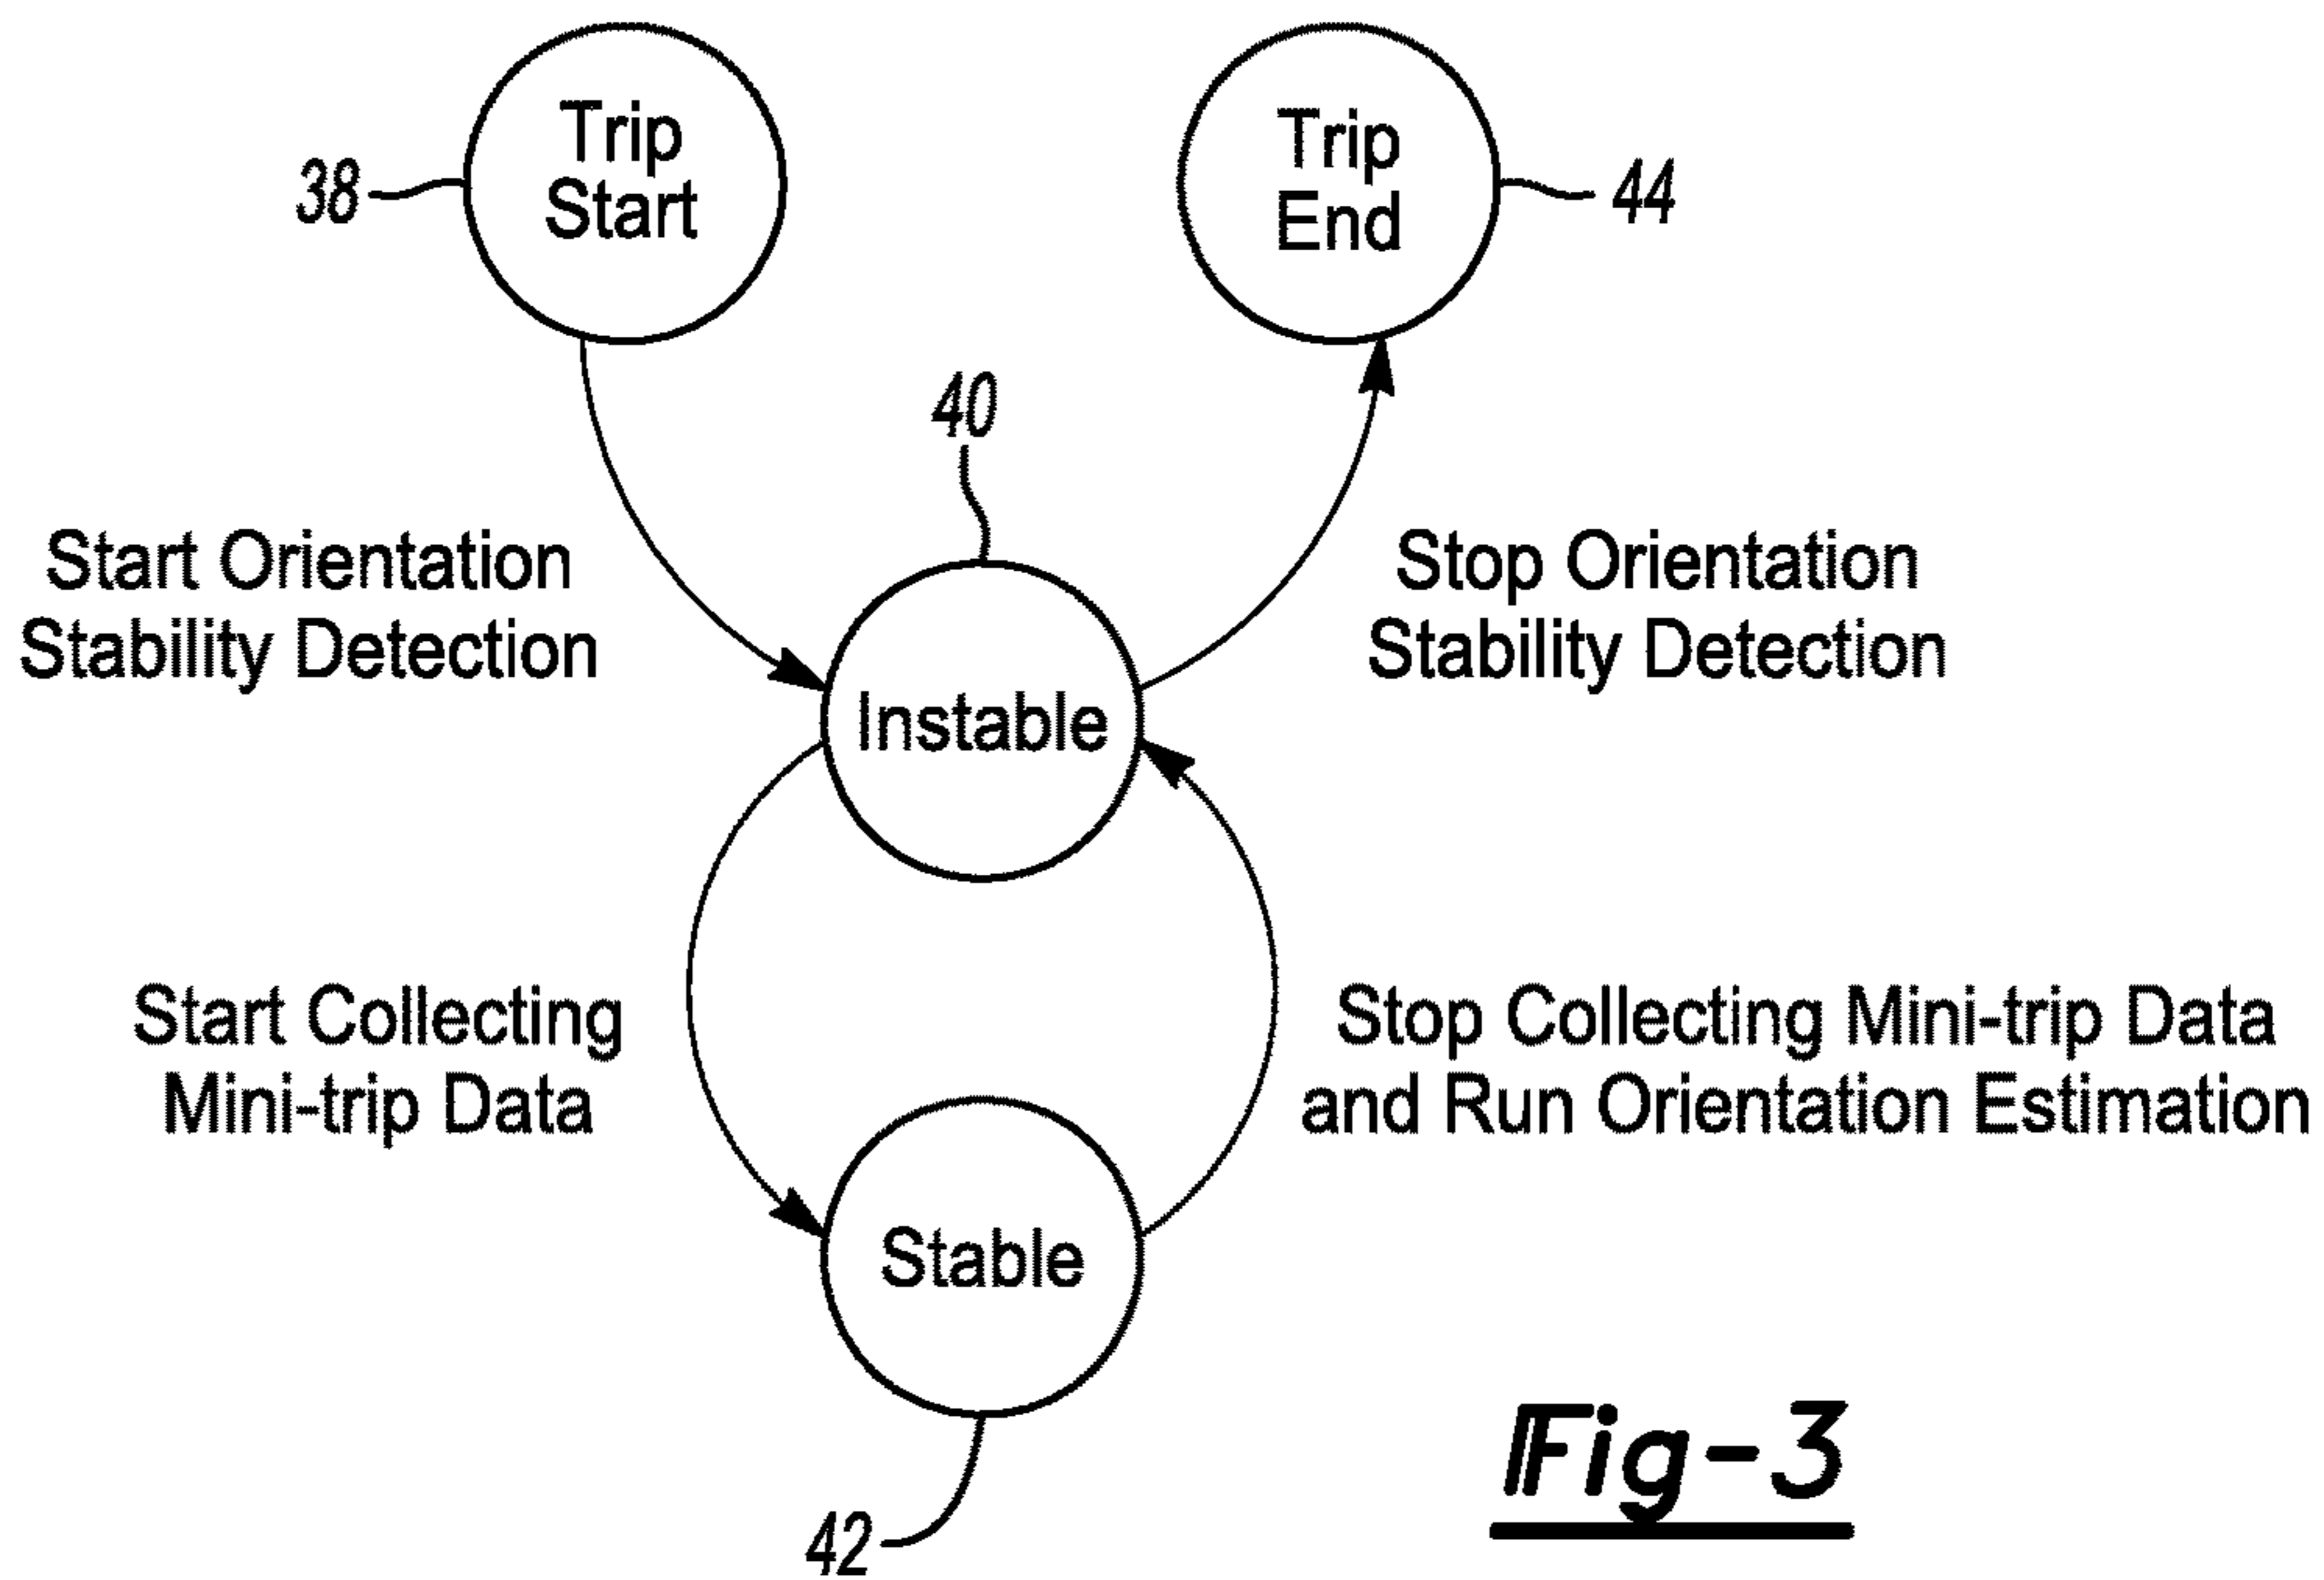 Trip
Start
38
Trip
End
44
40
Start Orientation
Stability Detection
Stop Orientation
Stability Detection
Instable
Start Collecting
Mini-trip Data
Stop Collecting Mini-trip Data
and Run Orientation Estimation
Stable
42
Fig-3